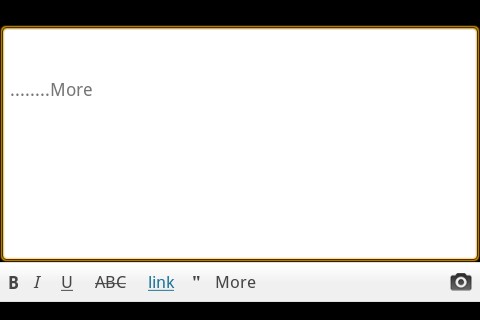 ........More
B I U ABC link " More